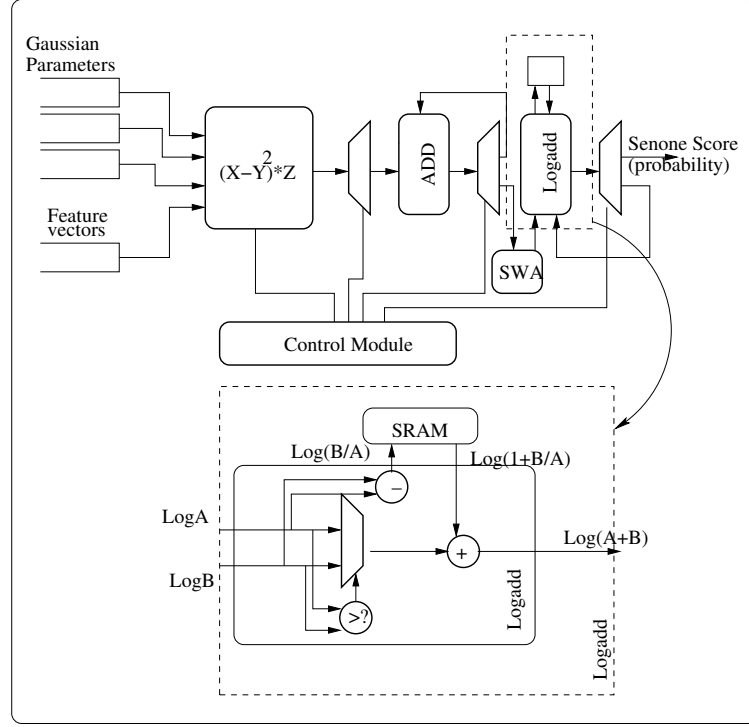 Gaussian
Parameters
(X−Y)²*Z
Feature
vectors
ADD
Logadd
SWA
Senone Score
(probability)
Control Module
SRAM
Log(B/A)
Log(1+B/A)
−
LogA
LogB
+
Log(A+B)
>?
Logadd
Logadd